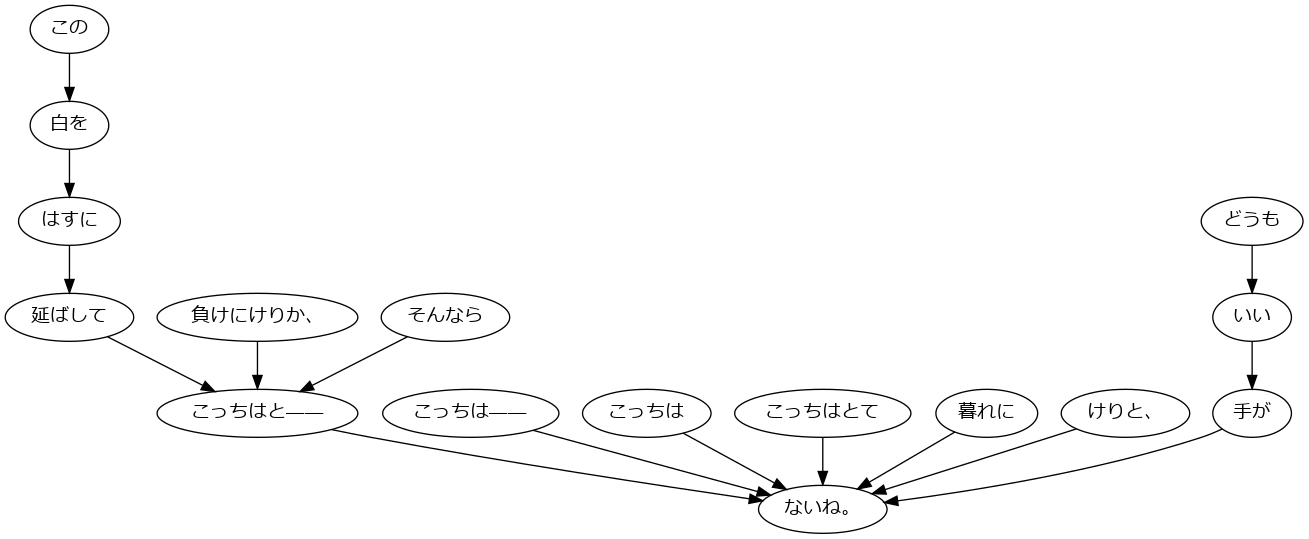 この
白を
はすに
どうも
延ばして
負けにけりか、
そんなら
いい
こっちはと――
こっちは――
こっちは
こっちはとて
暮れに
けりと、
手が
ないね。